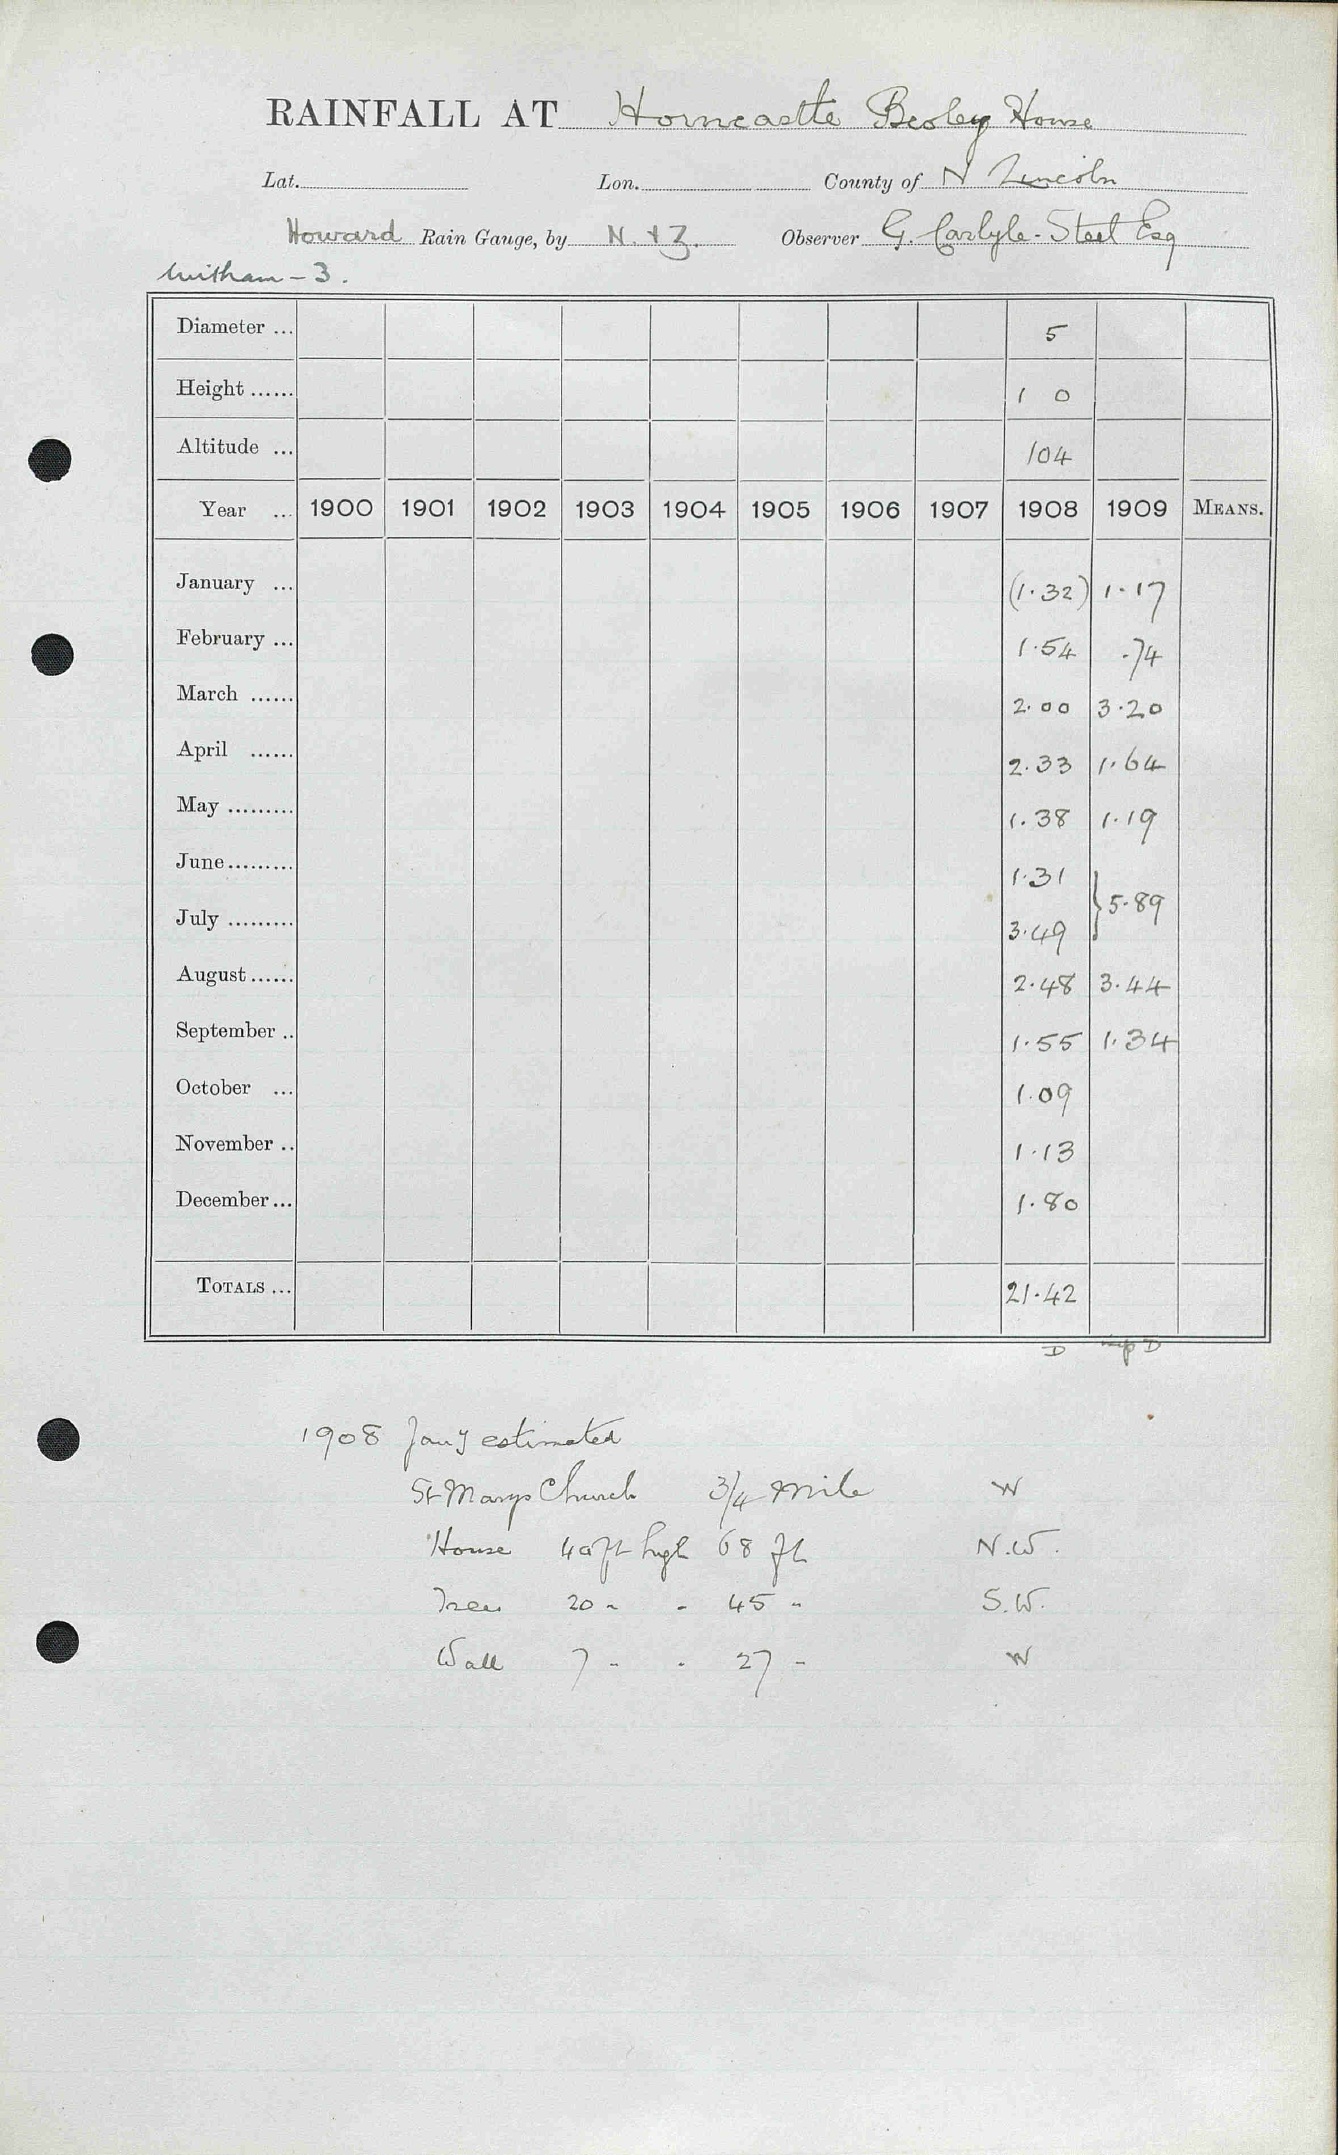 RAINFALL AT Horncastle Beoley House
Lat. Lon. County of N Lincoln
Howard Rain Gauge, by N. & Z. Observer G. Carlyle-Steel Esq
Witham - 3.
Diameter ... 5
Height ...... 1 0
Altitude ... 104
Year ... 1900 1901 1902 1903 1904 1905 1906 1907 1908 1909 MEANS.
January ... (1.32) 1.17
February ... 1.54 .74
March ...... 2.00 3.20
April ...... 2.33 1.64
May ......... 1.38 1.19
June ......... 1.31
} 5.89
July ......... 3.49
August ...... 2.48 3.44
September .. 1.55 1.34
October ... 1.09
November .. 1.13
December ... 1.80
TOTALS ... 21.42
D D
1908 Jany estimated
St Marys Church 3/4 Mile W
House 40 ft high 68 ft N.W.
Trees 20 " " 45 " S.W.
Wall 7 " " 27 " W